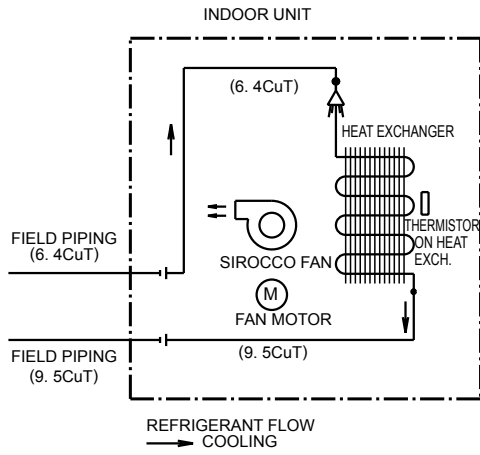 INDOOR UNIT
(6. 4CuT)
HEAT EXCHANGER
THERMISTOR
ON HEAT
EXCH.
FIELD PIPING
(6. 4CuT)
SIROCCO FAN
M
FAN MOTOR
FIELD PIPING
(9. 5CuT)
(9. 5CuT)
REFRIGERANT FLOW
COOLING